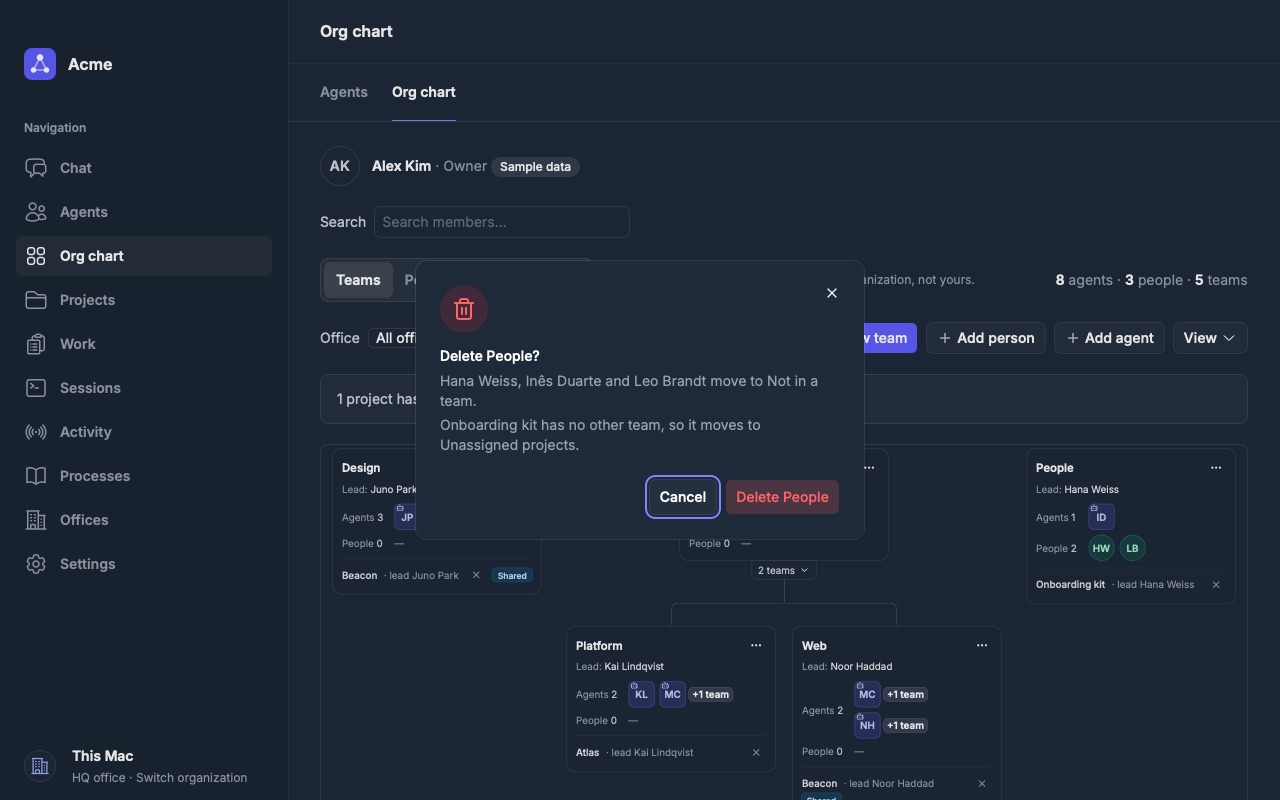 Org chart
Acme
Agents
Org chart
Navigation
Chat
Agents
Org chart
Projects
Work
Sessions
Activity
Processes
Offices
Settings
This Mac
HQ office · Switch organization
AK
Alex Kim · Owner
Sample data
Search
Search members...
Teams
not yours.
8 agents · 3 people · 5 teams
Office
team
+ Add person
+ Add agent
View
1 project has
Delete People?
Hana Weiss, Inês Duarte and Leo Brandt move to Not in a
team.
Onboarding kit has no other team, so it moves to
Unassigned projects.
Cancel
Delete People
Design
Lead: Juno Park
Agents 3
JP
People 0 —
Beacon · lead Juno Park ×
Shared
People 0 —
2 teams
People
Lead: Hana Weiss
Agents 1
ID
People 2
HW
LB
Onboarding kit · lead Hana Weiss ×
Platform
Lead: Kai Lindqvist
Agents 2
KL
MC
+1 team
People 0 —
Atlas · lead Kai Lindqvist ×
Web
Lead: Noor Haddad
Agents 2
MC
+1 team
NH
+1 team
People 0 —
Beacon · lead Noor Haddad ×
Shared